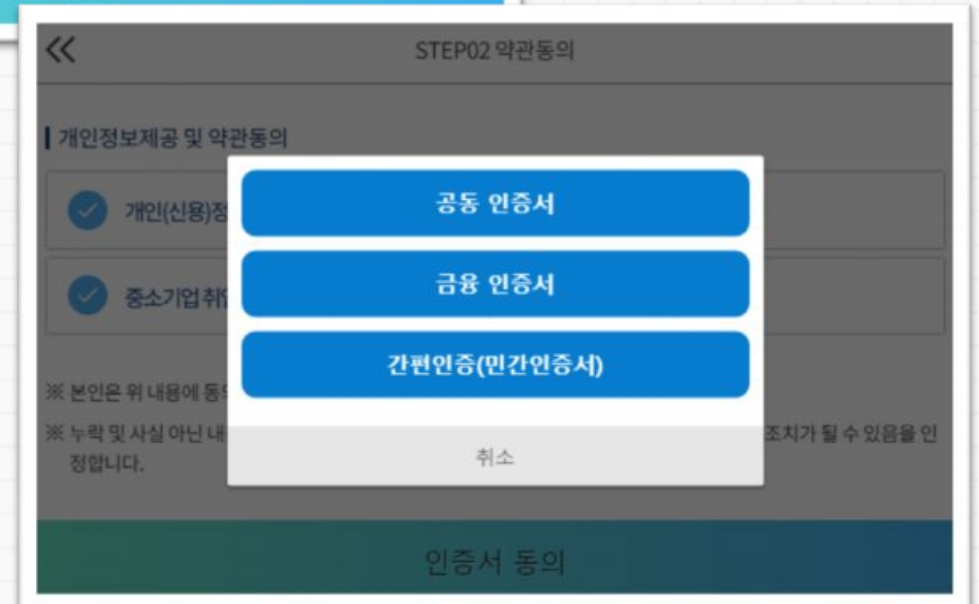 STEP02 약관동의
개인정보제공 및 약관동의
공동 인증서
개인(신용)정
금융 인증서
중소기업 취업
간편인증(민간인증서)
※ 본인은 위 내용에 동의
※ 누락 및 사실 아닌 내 조치가 될 수 있음을 인
정합니다.
취소
인증서 동의